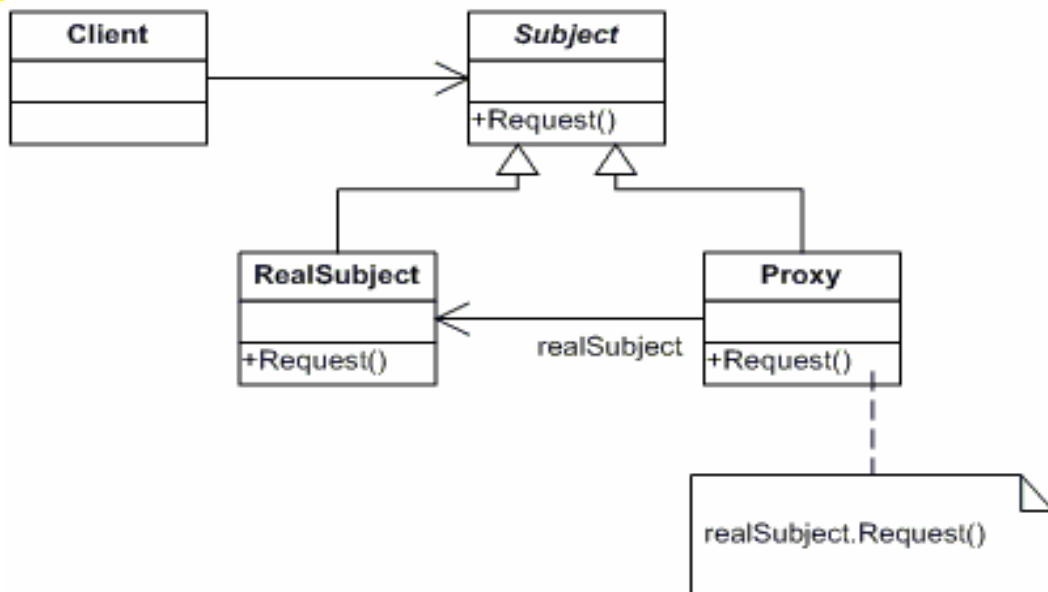 Client
Subject
+Request()
RealSubject
Proxy
realSubject
+Request()
+Request()
realSubject.Request()